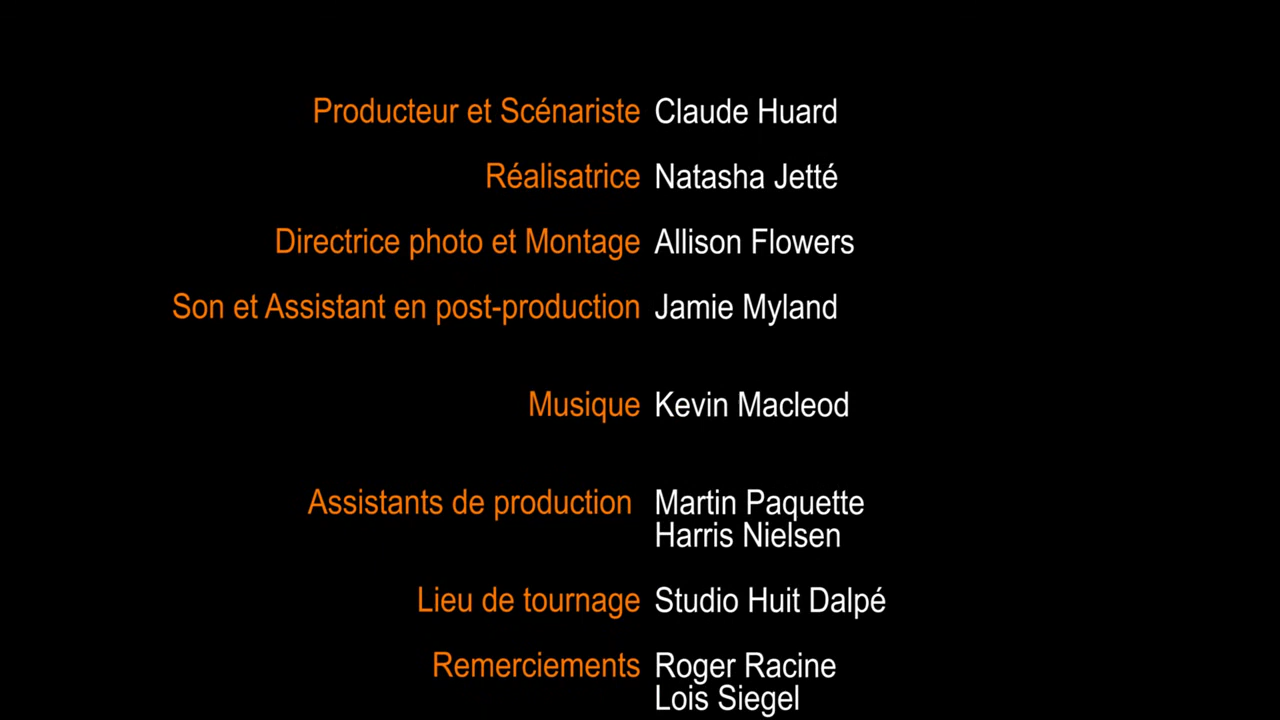 Producteur et Scénariste Claude Huard
Réalisatrice Natasha Jetté
Directrice photo et Montage Allison Flowers
Son et Assistant en post-production Jamie Myland
Musique Kevin Macleod
Assistants de production Martin Paquette
Harris Nielsen
Lieu de tournage Studio Huit Dalpé
Remerciements Roger Racine
Lois Siegel